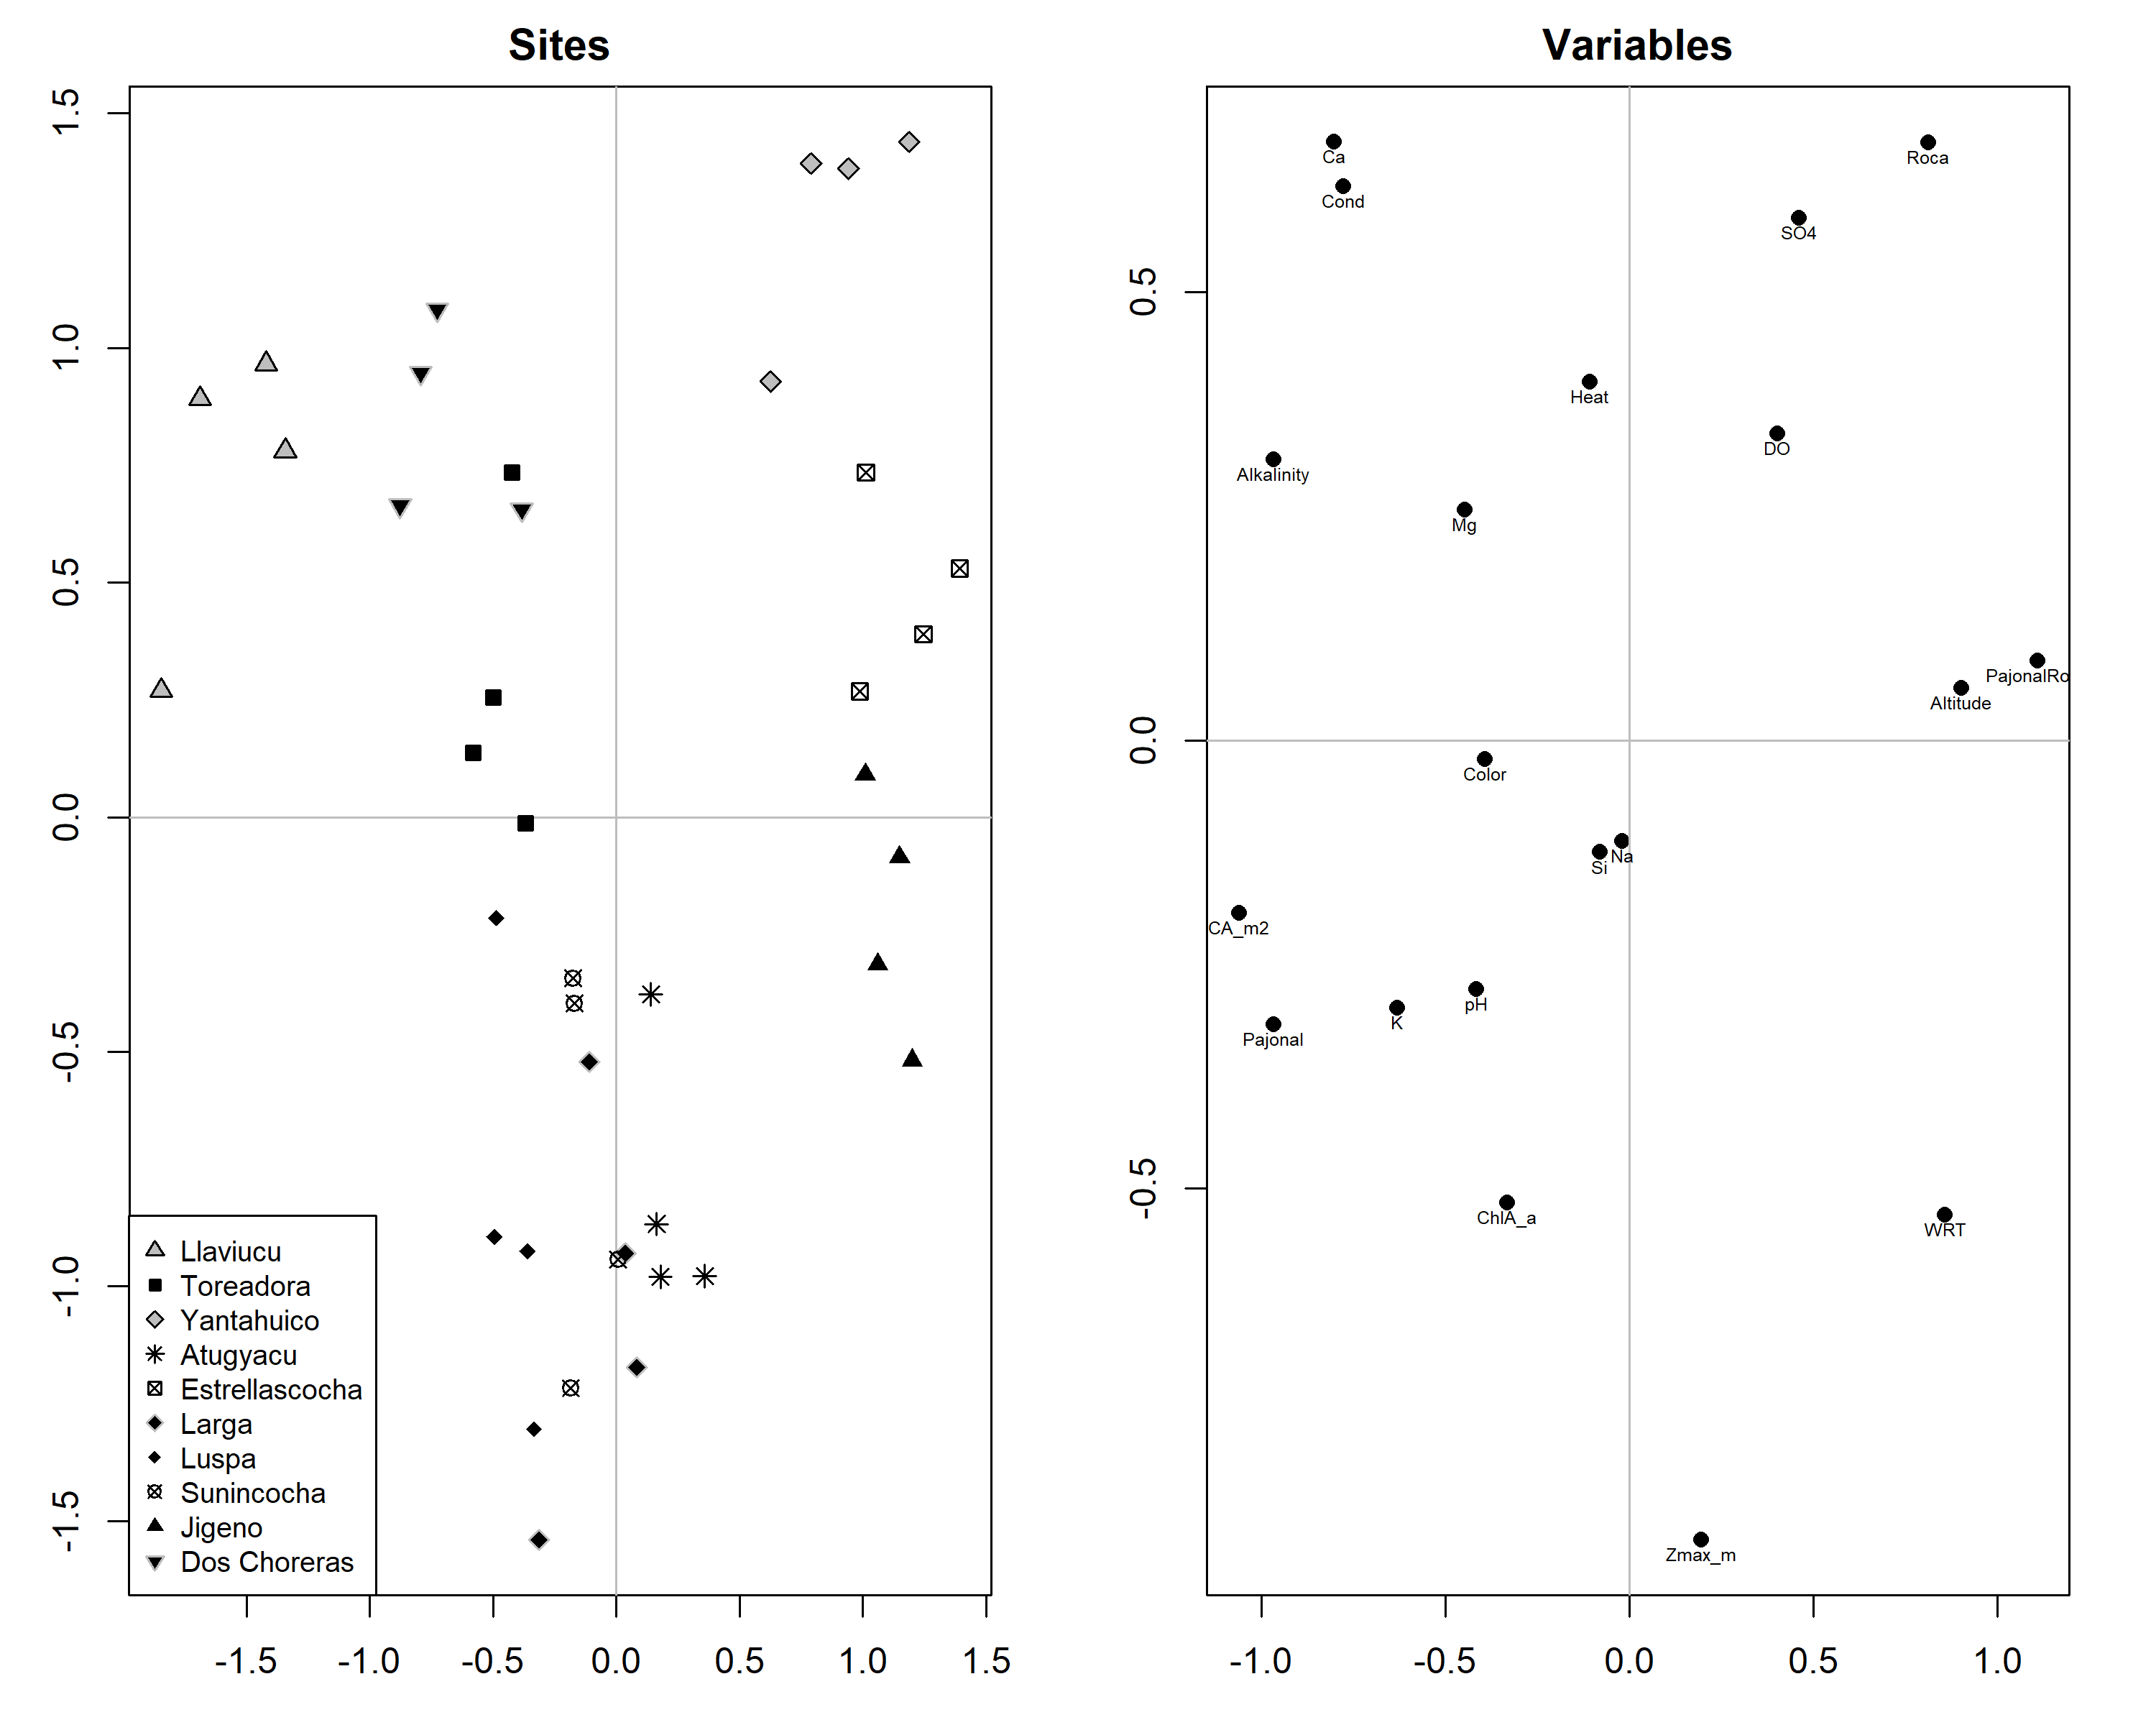 Sites
1.5
1.0
0.5
0.0
-0.5
-1.0
-1.5
-1.5 -1.0 -0.5 0.0 0.5 1.0 1.5
Llaviucu
Toreadora
Yantahuico
Atugyacu
Estrellascocha
Larga
Luspa
Sunincocha
Jigeno
Dos Choreras
Variables
0.5
0.0
-0.5
-1.0 -0.5 0.0 0.5 1.0
Ca
Roca
Cond
SO4
Heat
DO
Alkalinity
Mg
PajonalRo
Altitude
Color
Na
Si
CA_m2
pH
K
Pajonal
ChlA_a
WRT
Zmax_m